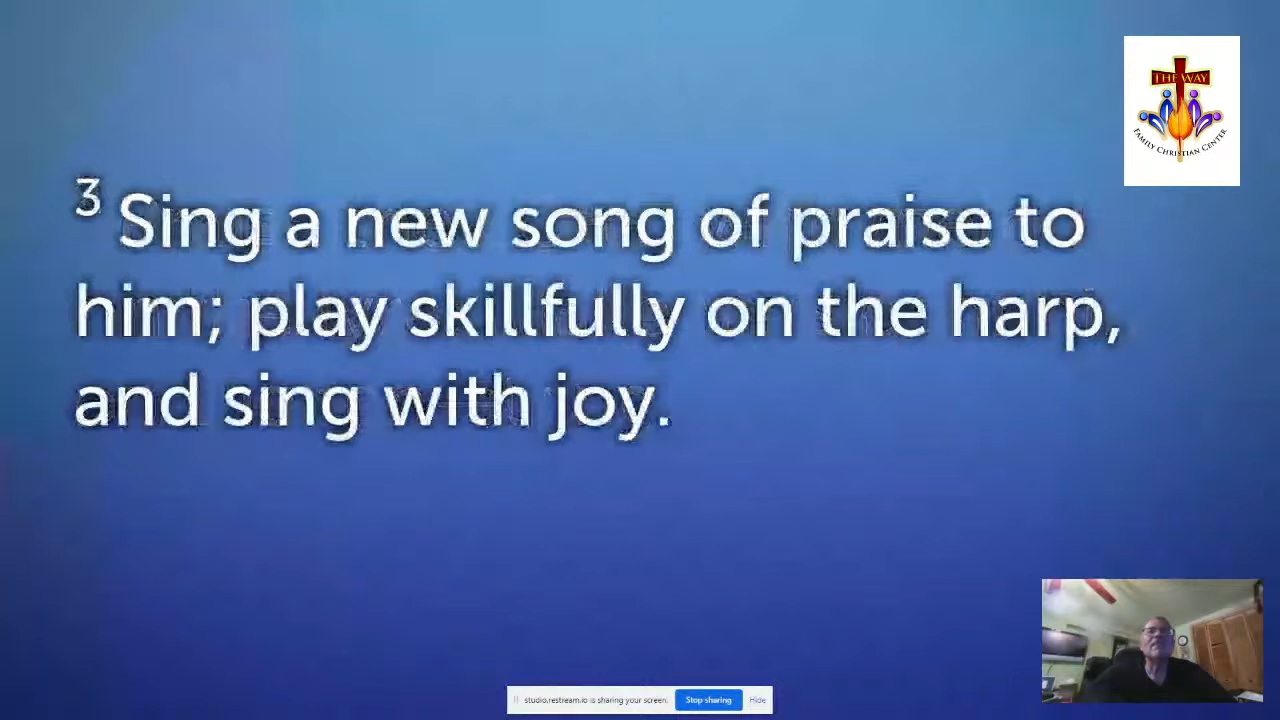 THE WAY
FAMILY CHRISTIAN CENTER
3 Sing a new song of praise to
him; play skillfully on the harp,
and sing with joy.
studio.restream.io is sharing your screen. Stop sharing Hide